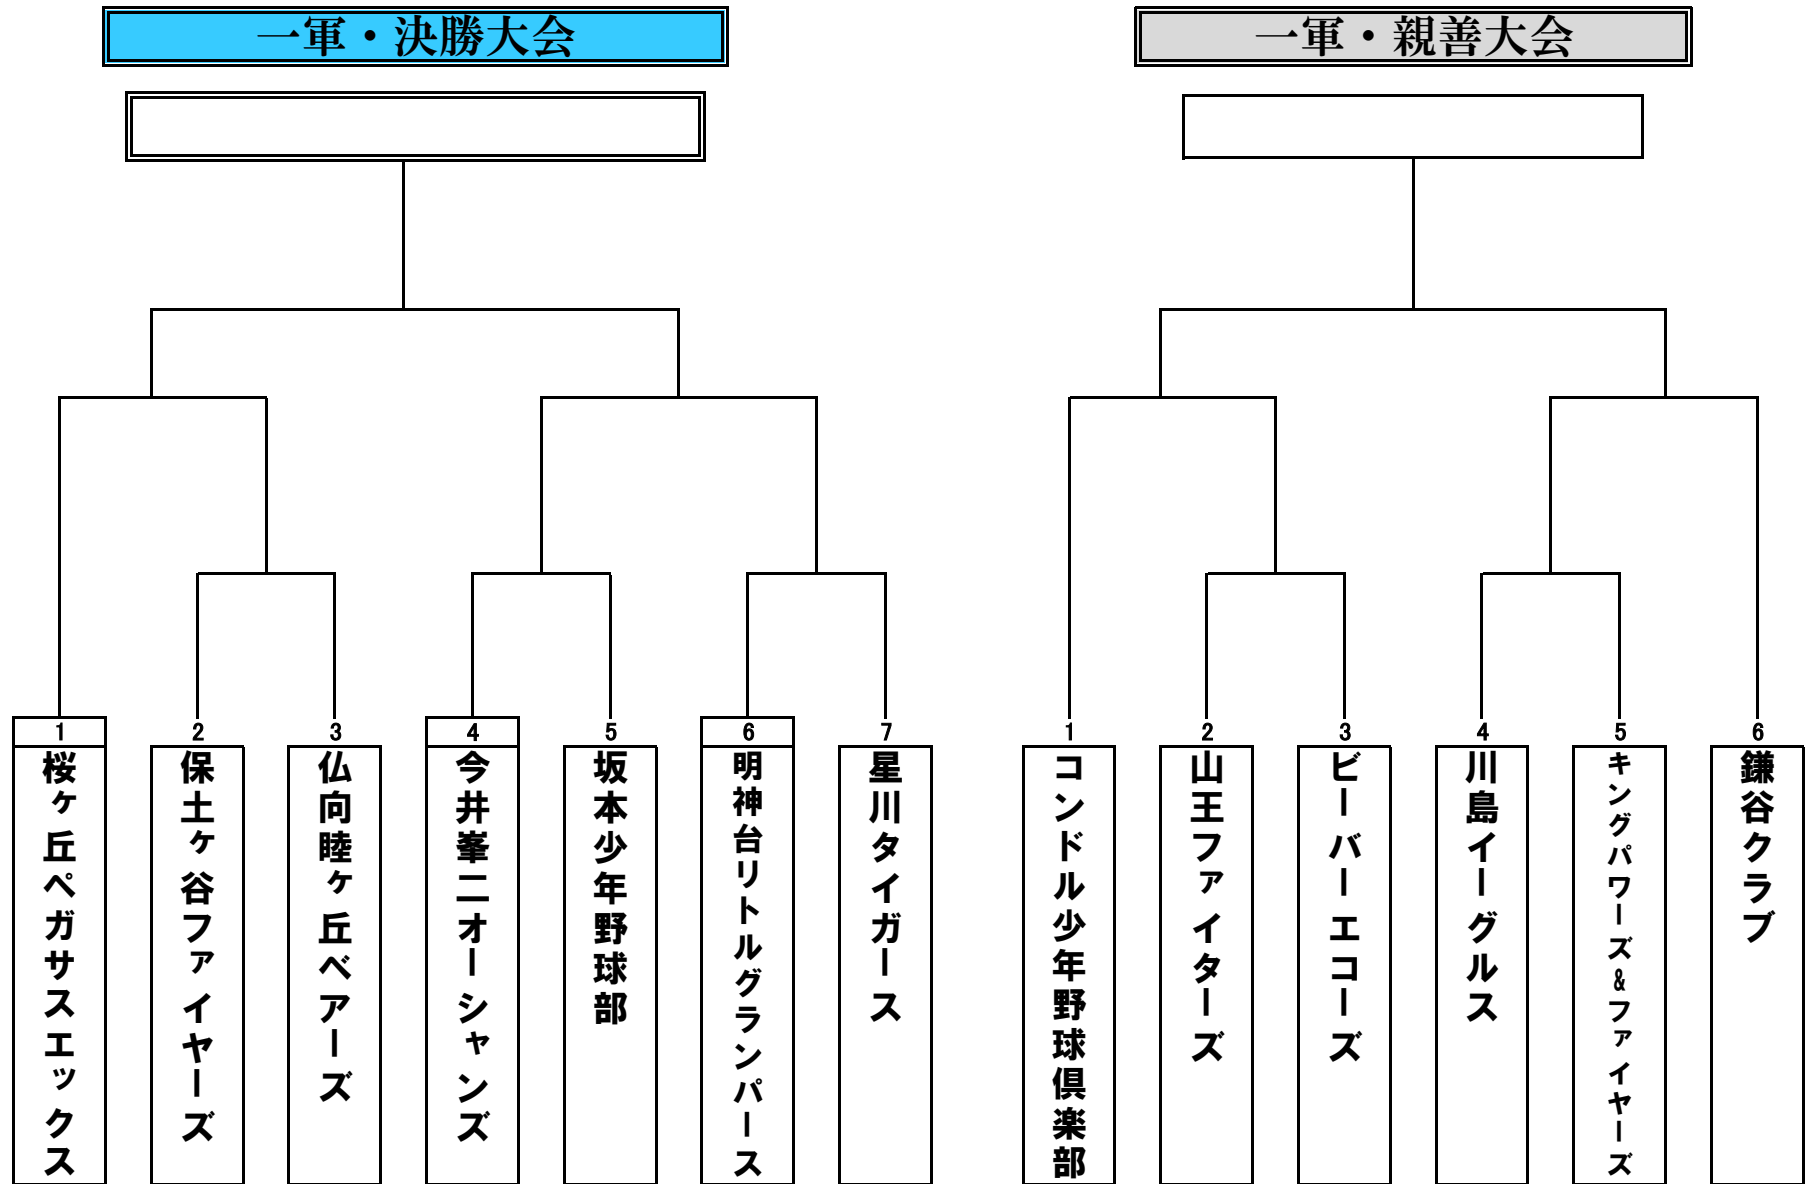 一軍・決勝大会
1
桜ヶ丘ペガサスエックス
2
保土ヶ谷ファイヤーズ
3
仏向睦ヶ丘ベアーズ
4
今井峯二オーシャンズ
5
坂本少年野球部
6
明神台リトルグランパース
7
星川タイガース
一軍・親善大会
1
コンドル少年野球倶楽部
2
山王ファイターズ
3
ビーバーエコーズ
4
川島イーグルス
5
キングパワーズ&ファイヤーズ
6
鎌谷クラブ